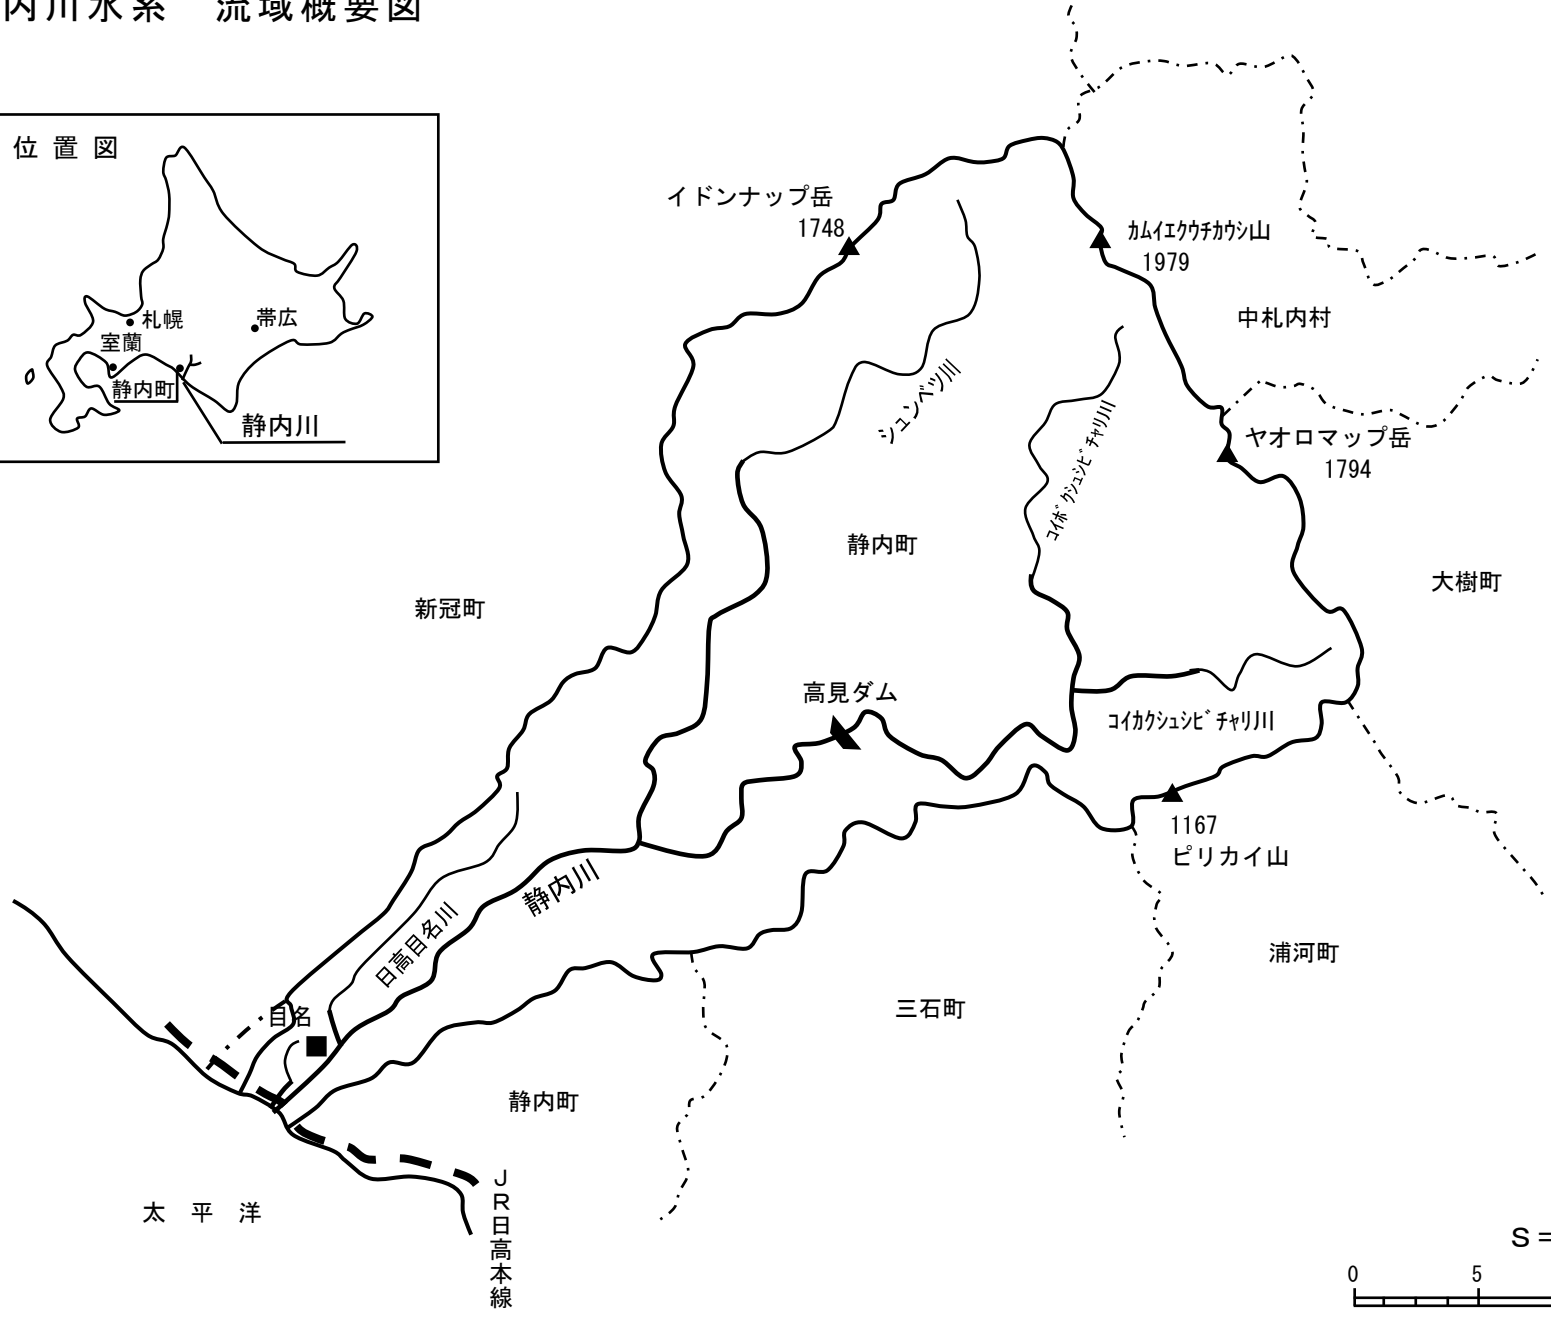 内川水系　流域概要図
位 置 図
札幌
帯広
室蘭
静内町
静内川
イドンナップ岳
1748
ｶﾑｲｴｸｳﾁｶｳｼ山
1979
中札内村
シュンベツ川
ｺｲﾎﾞｸｼｭｼﾋﾞﾁｬﾘ川
ヤオロマップ岳
1794
静内町
大樹町
新冠町
高見ダム
ｺｲｶｸｼｭｼﾋﾞﾁｬﾘ川
1167
ピリカイ山
静内川
日高目名川
浦河町
三石町
目名
静内町
太　平　洋
ＪＲ日高本線
S =
0
5